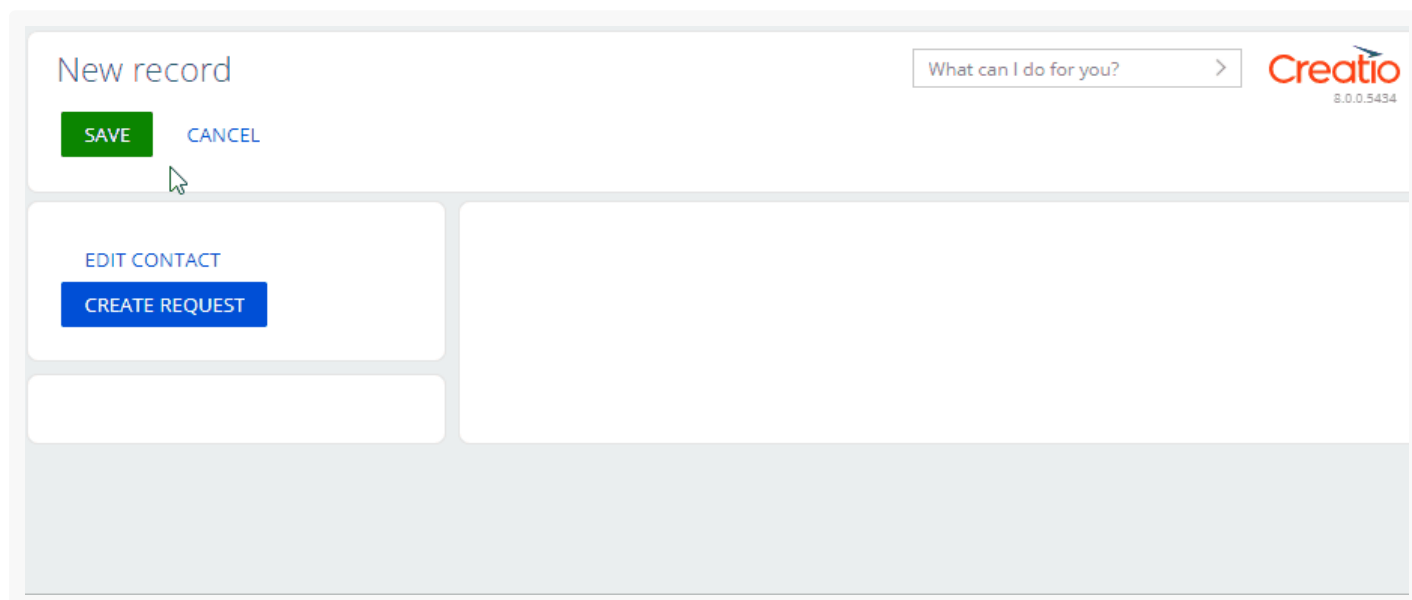 New record
What can I do for you?
Creatio
8.0.0.5434
SAVE
CANCEL
EDIT CONTACT
CREATE REQUEST